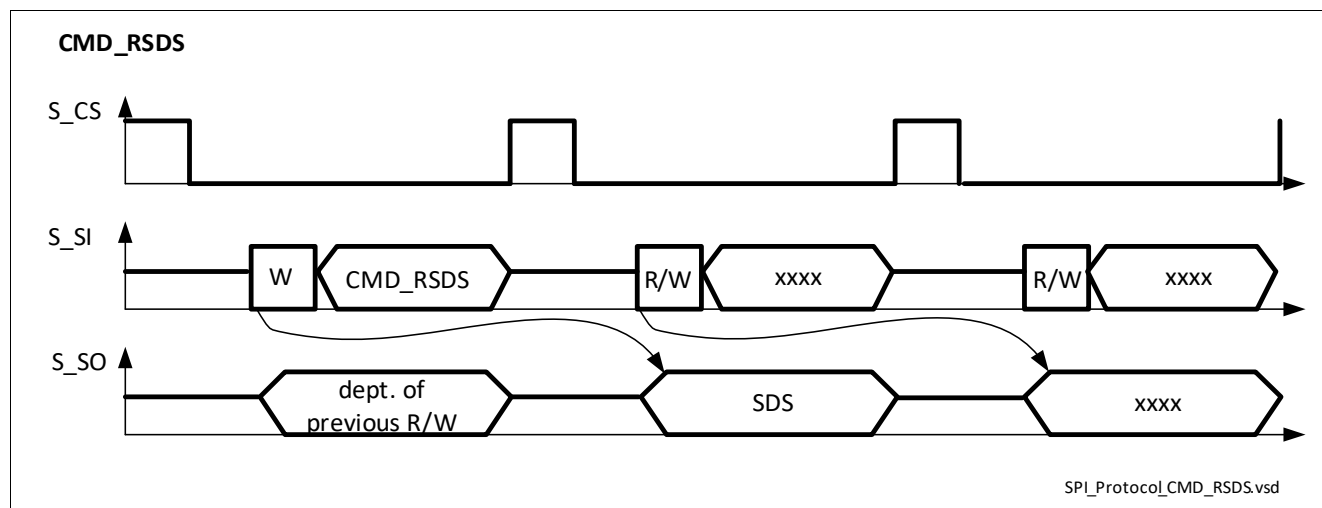 CMD_RSDS
S_CS
S_SI
W
CMD_RSDS
R/W
xxxx
R/W
xxxx
S_SO
dept. of
previous R/W
SDS
xxxx
SPI_Protocol_CMD_RSDS.vsd